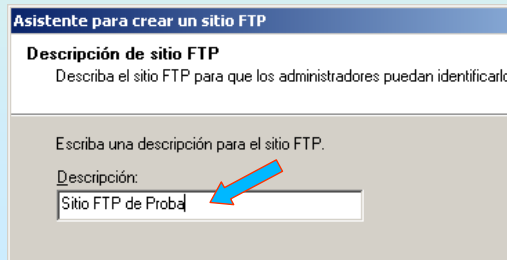 Asistente para crear un sitio FTP
Descripción de sitio FTP
Describa el sitio FTP para que los administradores puedan identificarlo
Escriba una descripción para el sitio FTP.
Descripción:
Sitio FTP de Proba